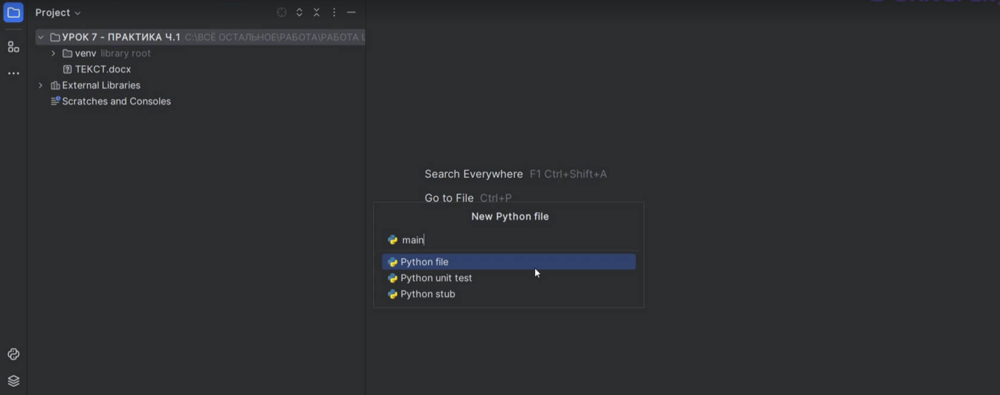 Project
УРОК 7 - ПРАКТИКА Ч.1 C:\ВСЁ ОСТАЛЬНОЕ\РАБОТА\РАБОТА
venv library root
ТЕКСТ.docx
External Libraries
Scratches and Consoles
Search Everywhere F1 Ctrl+Shift+A
Go to File Ctrl+P
New Python file
main
Python file
Python unit test
Python stub